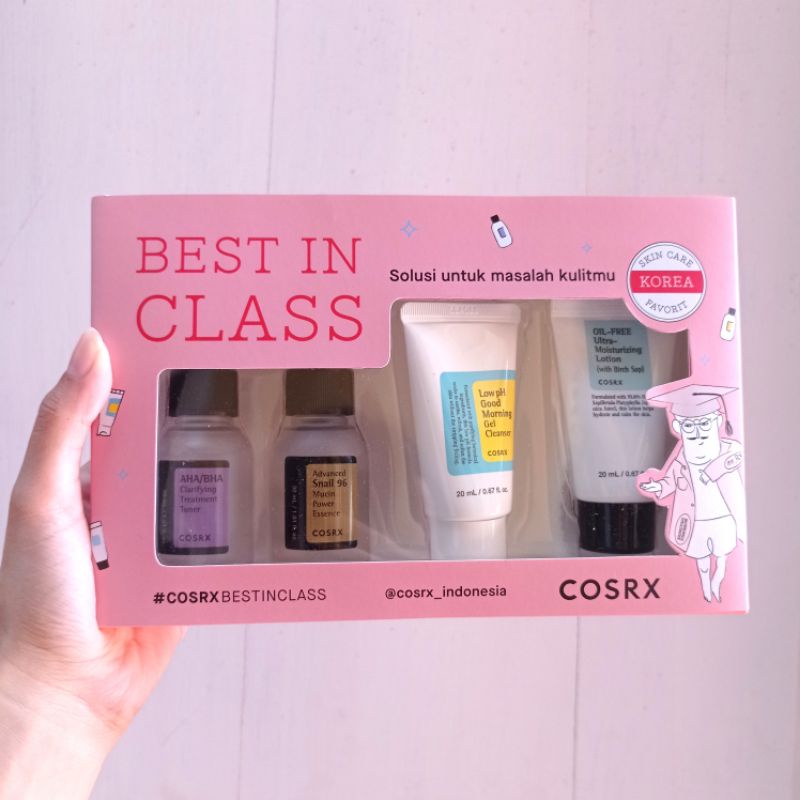 BEST IN
CLASS
Solusi untuk masalah kulitmu
SKIN CARE
KOREA
FAVORIT
AHA/BHA
Clarifying
Treatment
Toner
COSRX
Advanced
Snail 96
Mucin
Power
Essence
COSRX
Low pH
Good
Morning
Gel
Cleanser
COSRX
20 mL / 0.67 fl. oz.
OIL-FREE
Ultra-
Moisturizing
Lotion
(with Birch Sap)
COSRX
20 mL / 0.67
#COSRXBESTINCLASS
@cosrx_indonesia
COSRX